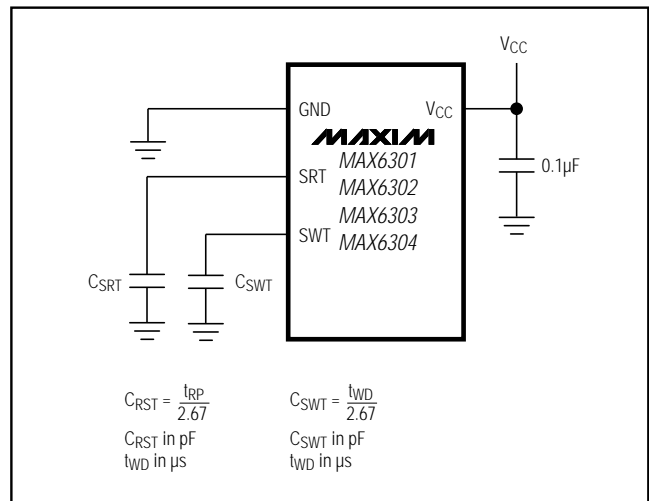 VCC
GND
VCC
MAXIM
MAX6301
SRT
MAX6302
0.1µF
MAX6303
SWT
MAX6304
CSRT
CSWT
CRST = tRP / 2.67
CSWT = tWD / 2.67
CRST in pF
CSWT in pF
tWD in µs
tWD in µs